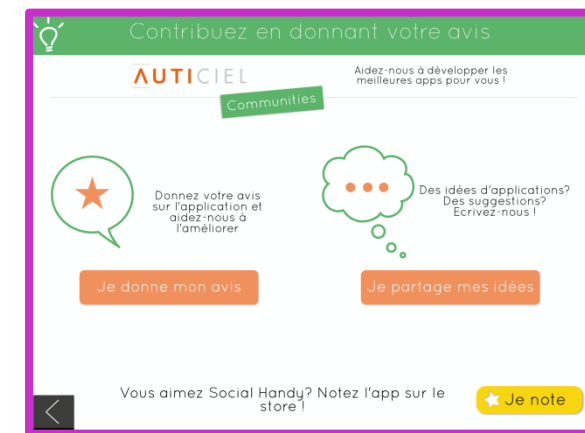 Contribuez en donnant votre avis
AUTICIEL
Communities
Aidez-nous à développer les
meilleures apps pour vous !
Donnez votre avis
sur l'application et
aidez-nous à
l'améliorer
Des idées d'applications?
Des suggestions?
Ecrivez-nous !
Je donne mon avis
Je partage mes idées
Vous aimez Social Handy? Notez l'app sur le
store !
Je note